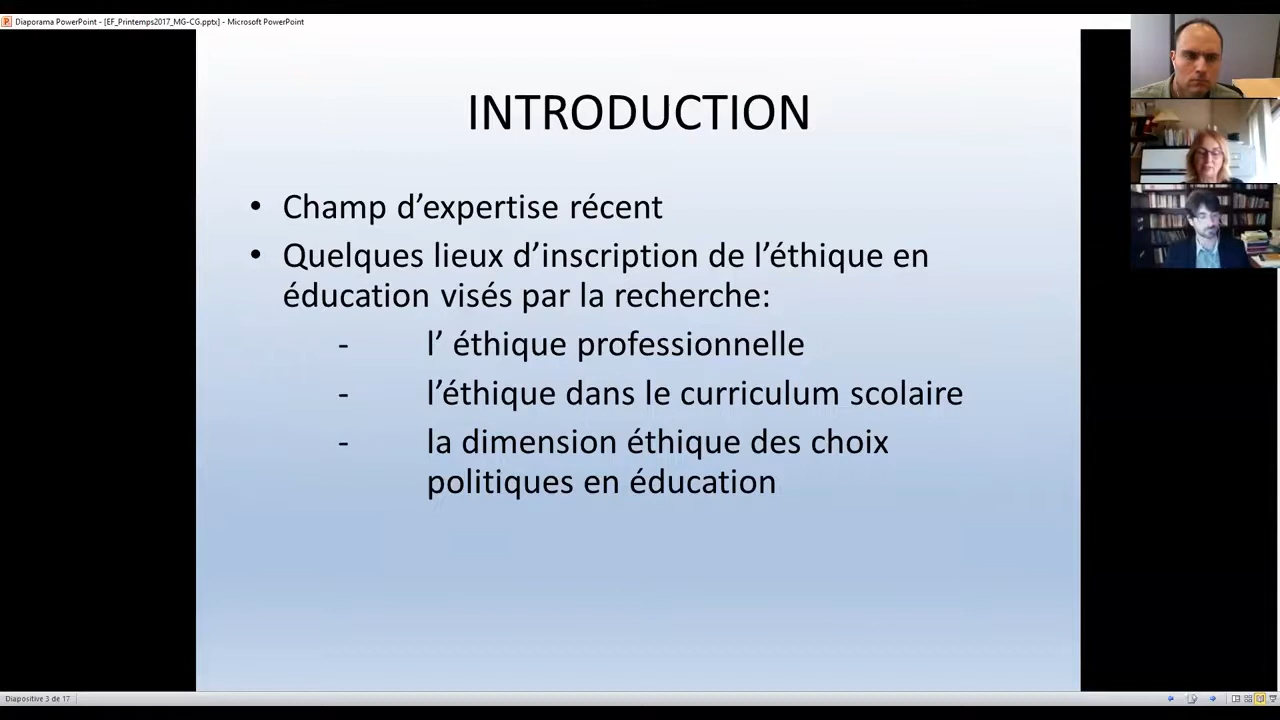 Diaporama PowerPoint - [EF_Printemps2017_MG-CG.pptx] - Microsoft PowerPoint
INTRODUCTION
• Champ d'expertise récent
• Quelques lieux d'inscription de l'éthique en
éducation visés par la recherche:
- l' éthique professionnelle
- l'éthique dans le curriculum scolaire
- la dimension éthique des choix
politiques en éducation
Diapositive 3 de 17